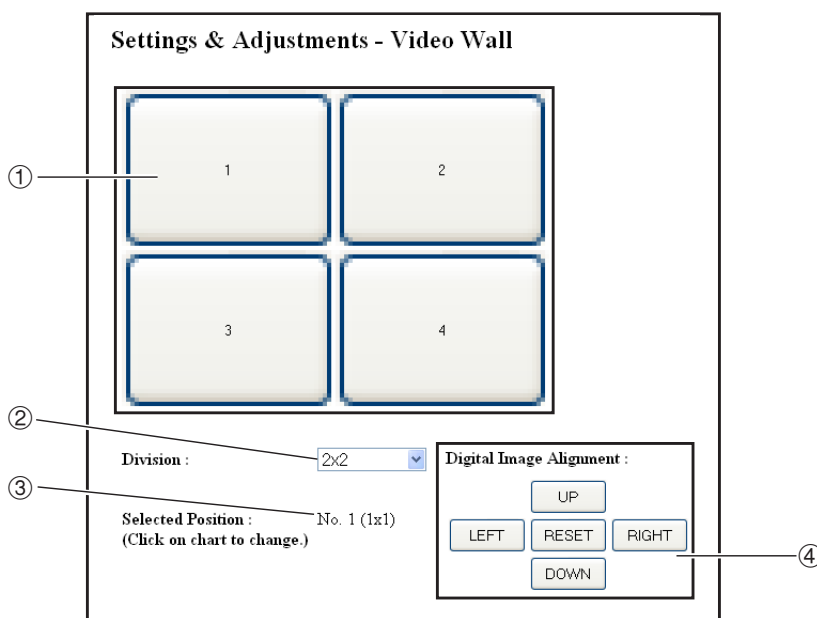 Settings & Adjustments - Video Wall
①
1
2
3
4
②
Division :
2x2
Digital Image Alignment :
③
Selected Position :
(Click on chart to change.)
No. 1 (1x1)
UP
LEFT
RESET
RIGHT
④
DOWN